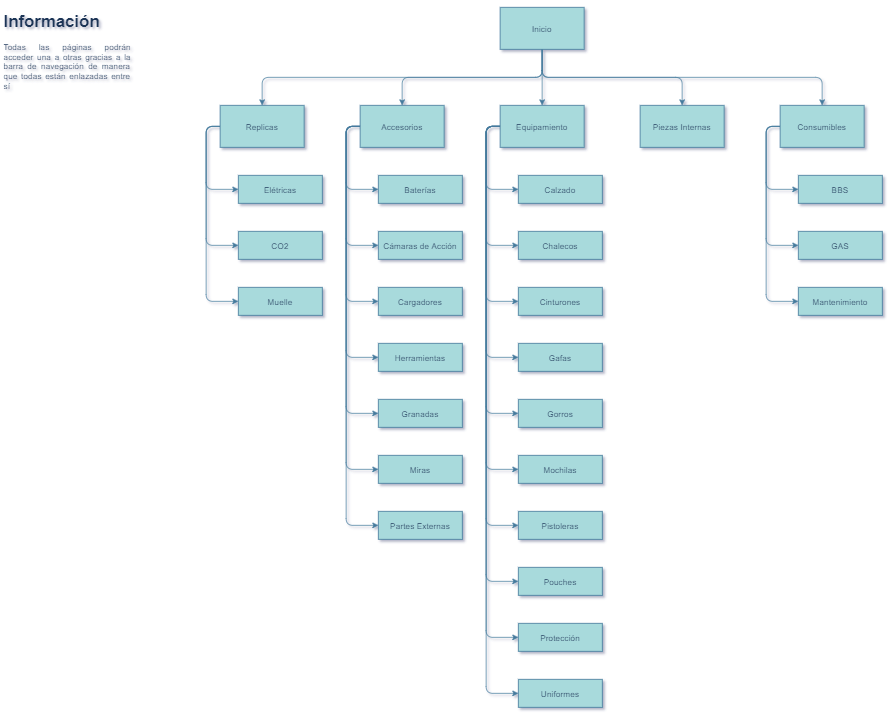 Información
Todas las páginas podrán
acceder una a otras gracias a la
barra de navegación de manera
que todas están enlazadas entre
sí
Inicio
Replicas
Accesorios
Equipamiento
Piezas Internas
Consumibles
Elétricas
Baterías
Calzado
BBS
CO2
Cámaras de Acción
Chalecos
GAS
Muelle
Cargadores
Cinturones
Mantenimiento
Herramientas
Gafas
Granadas
Gorros
Miras
Mochilas
Partes Externas
Pistoleras
Pouches
Protección
Uniformes